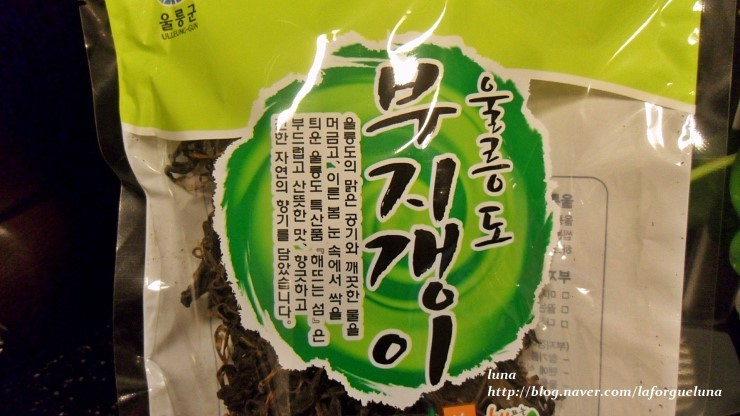 울릉군
ULLEUNG-GUN
울릉도
부지갱이
울릉도의 맑은 공기와 깨끗한 물을
머금고, 이른 봄 눈 속에서 싹을
틔운 울릉도 특산품 『해뜨는 섬』은
부드럽고 산뜻한 맛, 향긋하고
진한 자연의 향기를 담았습니다.
luna
http://blog.naver.com/laforgueluna